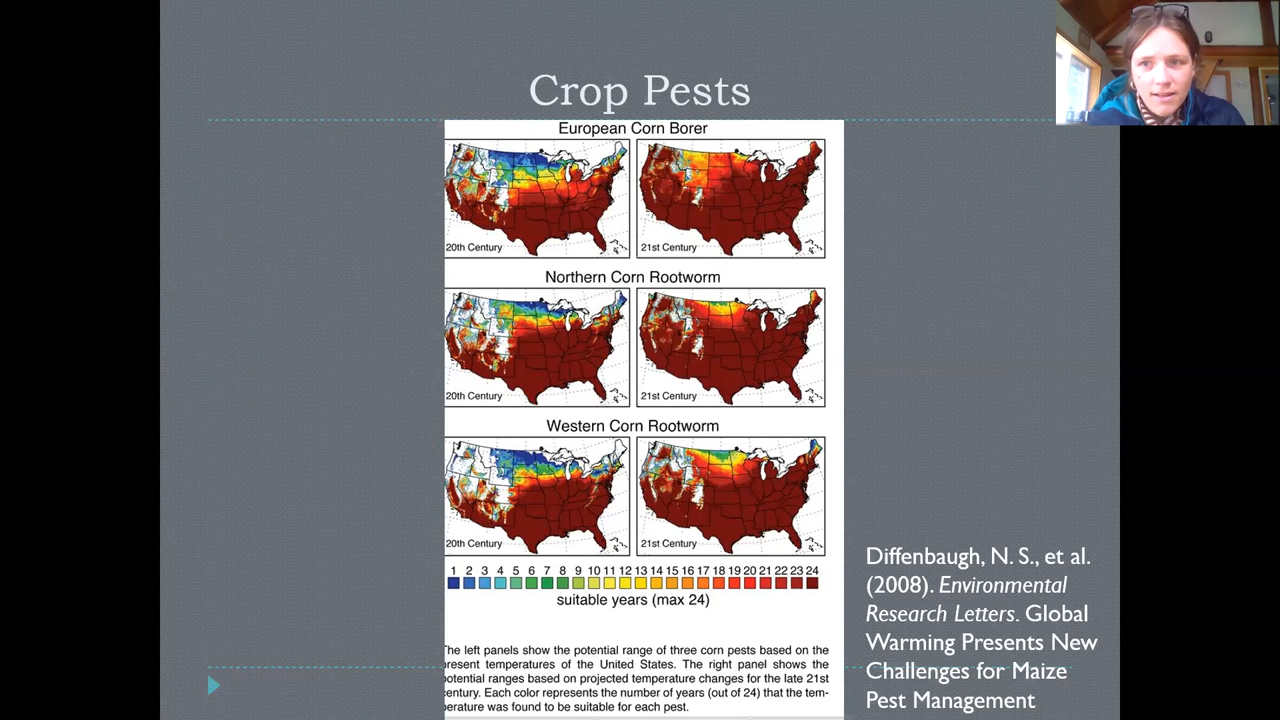 Crop Pests
European Corn Borer
20th Century
21st Century
Northern Corn Rootworm
20th Century
21st Century
Western Corn Rootworm
20th Century
21st Century
1 2 3 4 5 6 7 8 9 10 11 12 13 14 15 16 17 18 19 20 21 22 23 24
suitable years (max 24)
left panels show the potential range of three corn pests based on the
temperatures of the United States. The right panel shows the
ranges based on projected temperature changes for the late 21st
Each color represents the number of years (out of 24) that the tem-
was found to be suitable for each pest.
Diffenbaugh, N. S., et al.
(2008). Environmental
Research Letters. Global
Warming Presents New
Challenges for Maize
Pest Management